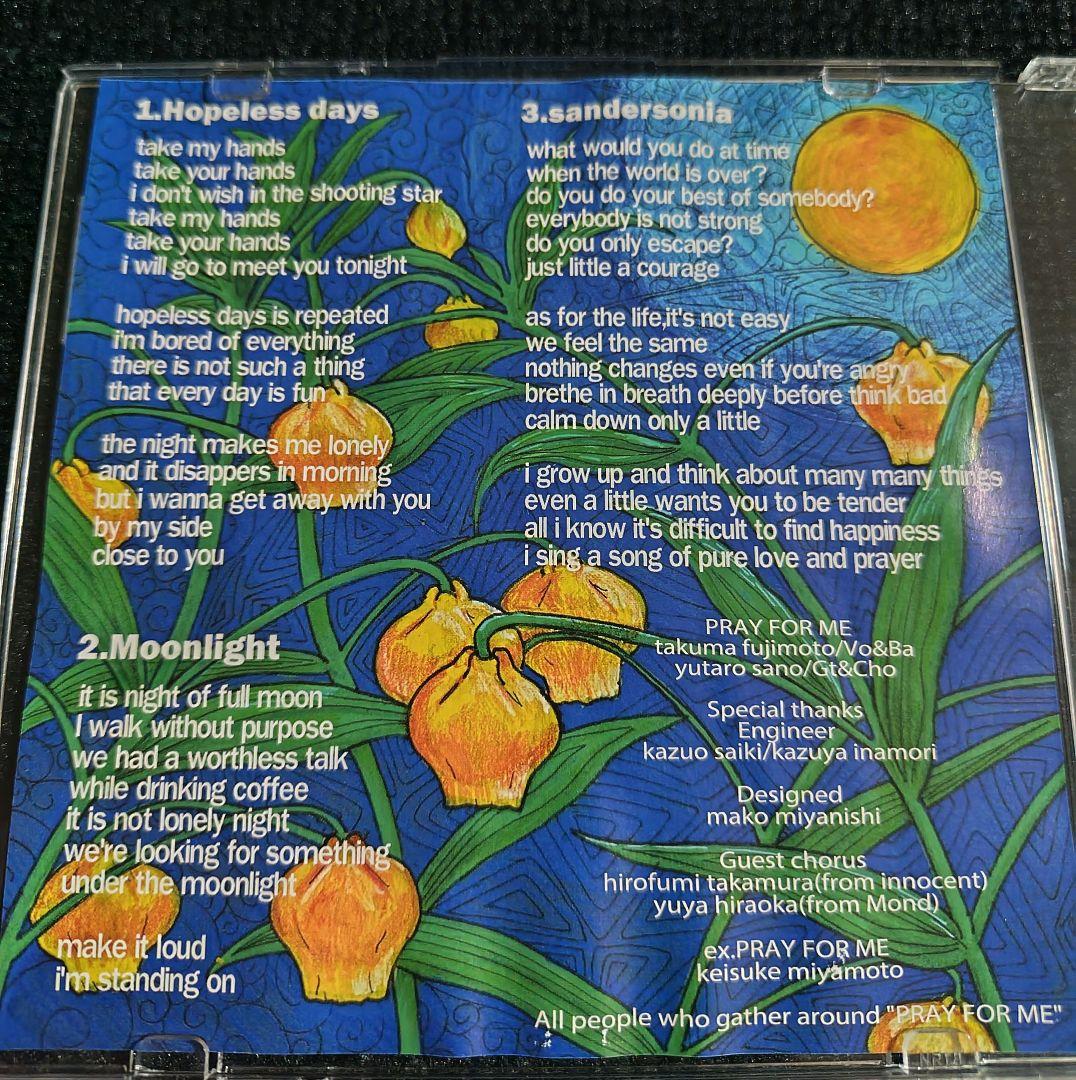 1.Hopeless days
take my hands
take your hands
i don't wish in the shooting star
take my hands
take your hands
i will go to meet you tonight
hopeless days is repeated
i'm bored of everything
there is not such a thing
that every day is fun
the night makes me lonely
and it disappers in morning
but i wanna get away with you
by my side
close to you
2.Moonlight
it is night of full moon
I walk without purpose
we had a worthless talk
while drinking coffee
it is not lonely night
we're looking for something
under the moonlight
make it loud
i'm standing on
3.sandersonia
what would you do at time
when the world is over?
do you do your best of somebody?
everybody is not strong
do you only escape?
just little a courage
as for the life,it's not easy
we feel the same
nothing changes even if you're angry
brethe in breath deeply before think bad
calm down only a little
i grow up and think about many many things
even a little wants you to be tender
all i know it's difficult to find happiness
i sing a song of pure love and prayer
PRAY FOR ME
takuma fujimoto/Vo&Ba
yutaro sano/Gt&Cho
Special thanks
Engineer
kazuo saiki/kazuya inamori
Designed
mako miyanishi
Guest chorus
hirofumi takamura(from innocent)
yuya hiraoka(from Mond)
ex.PRAY FOR ME
keisuke miyamoto
All people who gather around "PRAY FOR ME"